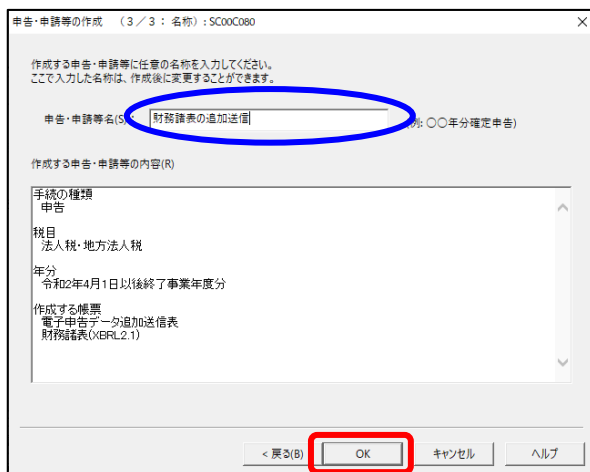 申告・申請等の作成　（３／３：名称）：SC00C080
作成する申告・申請等に任意の名称を入力してください。
ここで入力した名称は、作成後に変更することができます。
申告・申請等名(S)：
財務諸表の追加送信
例：〇〇年分確定申告)
作成する申告・申請等の内容(R)
手続の種類
申告
税目
法人税・地方法人税
年分
令和2年4月1日以後終了事業年度分
作成する帳票
電子申告データ追加送信表
財務諸表(XBRL2.1)
< 戻る(B)
OK
キャンセル
ヘルプ